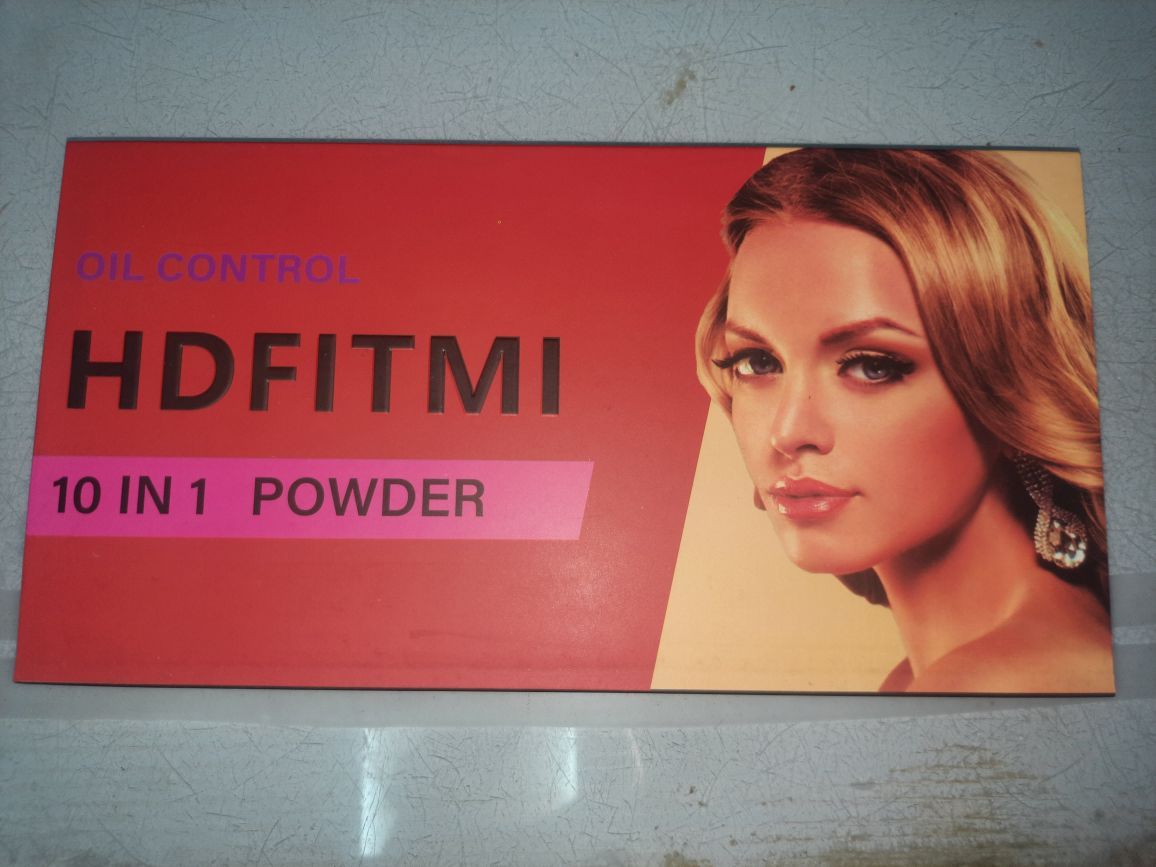 OIL CONTROL
HDFITMI
10 IN 1 POWDER